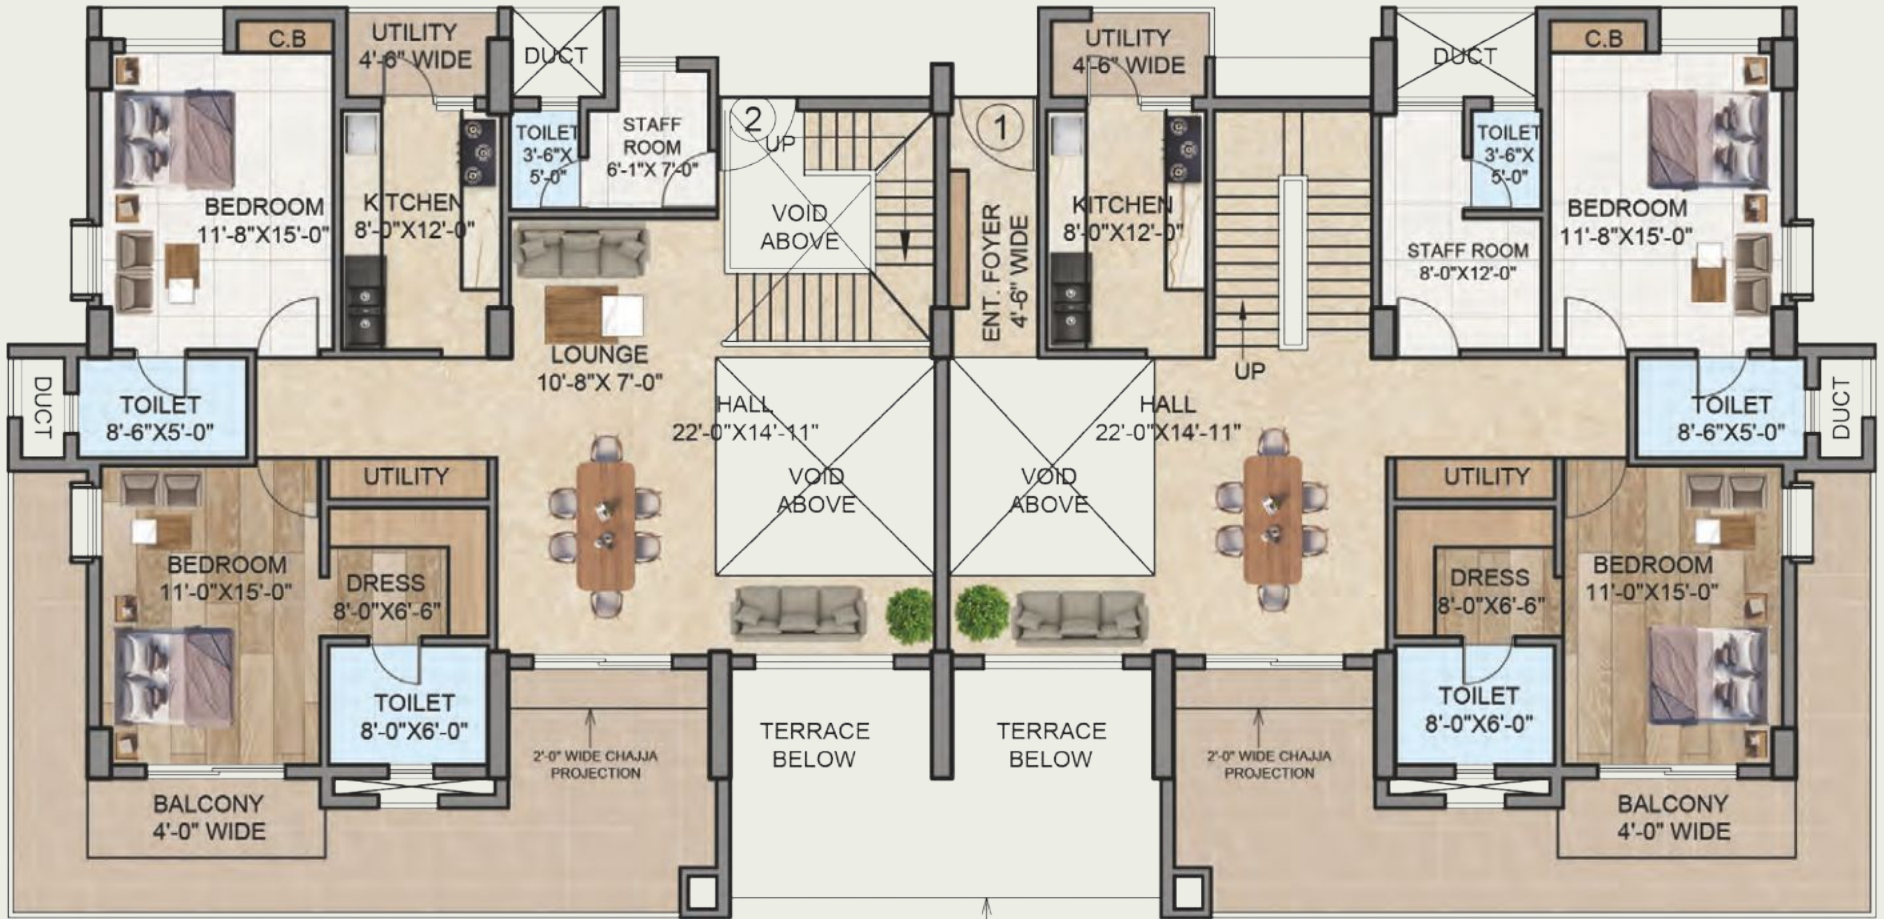 C.B
UTILITY
4'-6" WIDE
DUCT
TOILET
3'-6"X
5'-0"
STAFF
ROOM
6'-1"X 7'-0"
2
UP
VOID
ABOVE
BEDROOM
11'-8"X15'-0"
KITCHEN
8'-0"X12'-0"
LOUNGE
10'-8"X 7'-0"
DUCT
TOILET
8'-6"X5'-0"
HALL
22'-0"X14'-11"
VOID
ABOVE
UTILITY
BEDROOM
11'-0"X15'-0"
DRESS
8'-0"X6'-6"
TOILET
8'-0"X6'-0"
2'-0" WIDE CHAJJA
PROJECTION
TERRACE
BELOW
BALCONY
4'-0" WIDE
1
ENT. FOYER
4'-6" WIDE
UTILITY
4'-6" WIDE
DUCT
C.B
KITCHEN
8'-0"X12'-0"
TOILET
3'-6"X
5'-0"
STAFF ROOM
8'-0"X12'-0"
BEDROOM
11'-8"X15'-0"
UP
HALL
22'-0"X14'-11"
VOID
ABOVE
TOILET
8'-6"X5'-0"
DUCT
UTILITY
DRESS
8'-0"X6'-6"
BEDROOM
11'-0"X15'-0"
TOILET
8'-0"X6'-0"
TERRACE
BELOW
2'-0" WIDE CHAJJA
PROJECTION
BALCONY
4'-0" WIDE